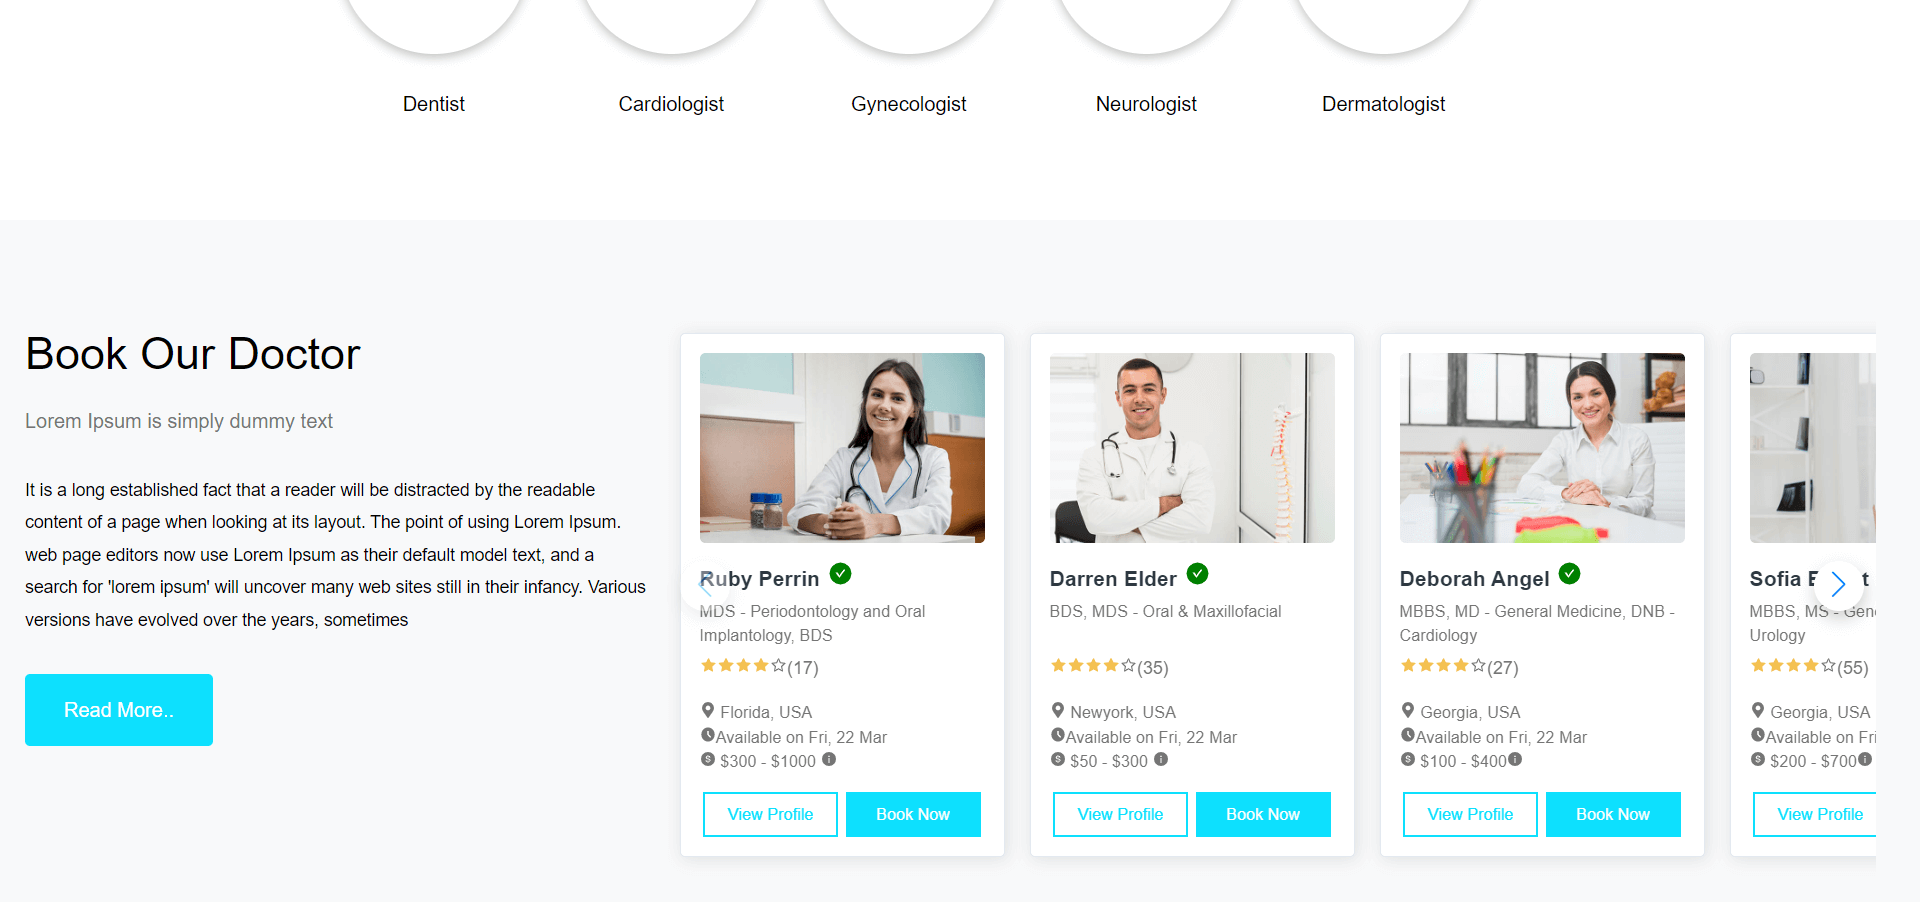 Dentist
Cardiologist
Gynecologist
Neurologist
Dermatologist
Book Our Doctor
Lorem Ipsum is simply dummy text
It is a long established fact that a reader will be distracted by the readable
content of a page when looking at its layout. The point of using Lorem Ipsum.
web page editors now use Lorem Ipsum as their default model text, and a
search for 'lorem ipsum' will uncover many web sites still in their infancy. Various
versions have evolved over the years, sometimes
Read More..
Ruby Perrin
MDS - Periodontology and Oral
Implantology, BDS
(17)
Florida, USA
Available on Fri, 22 Mar
$300 - $1000
View Profile
Book Now
Darren Elder
BDS, MDS - Oral & Maxillofacial
(35)
Newyork, USA
Available on Fri, 22 Mar
$50 - $300
View Profile
Book Now
Deborah Angel
MBBS, MD - General Medicine, DNB -
Cardiology
(27)
Georgia, USA
Available on Fri, 22 Mar
$100 - $400
View Profile
Book Now
Sofia
MBBS, MS -
Urology
(55)
Georgia, USA
Available on
$200 - $700
View Profile